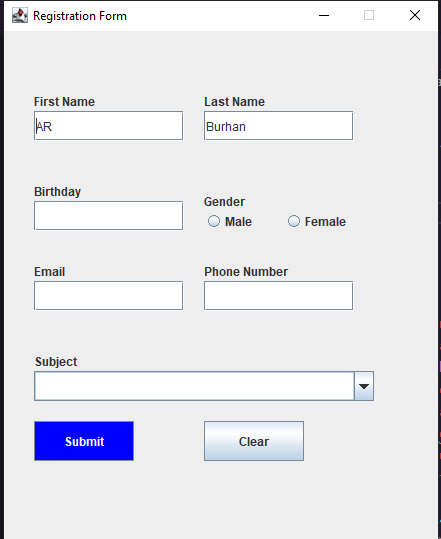 Registration Form
First Name Last Name
AR Burhan
Birthday
Gender
Male Female
Email Phone Number
Subject
Submit Clear